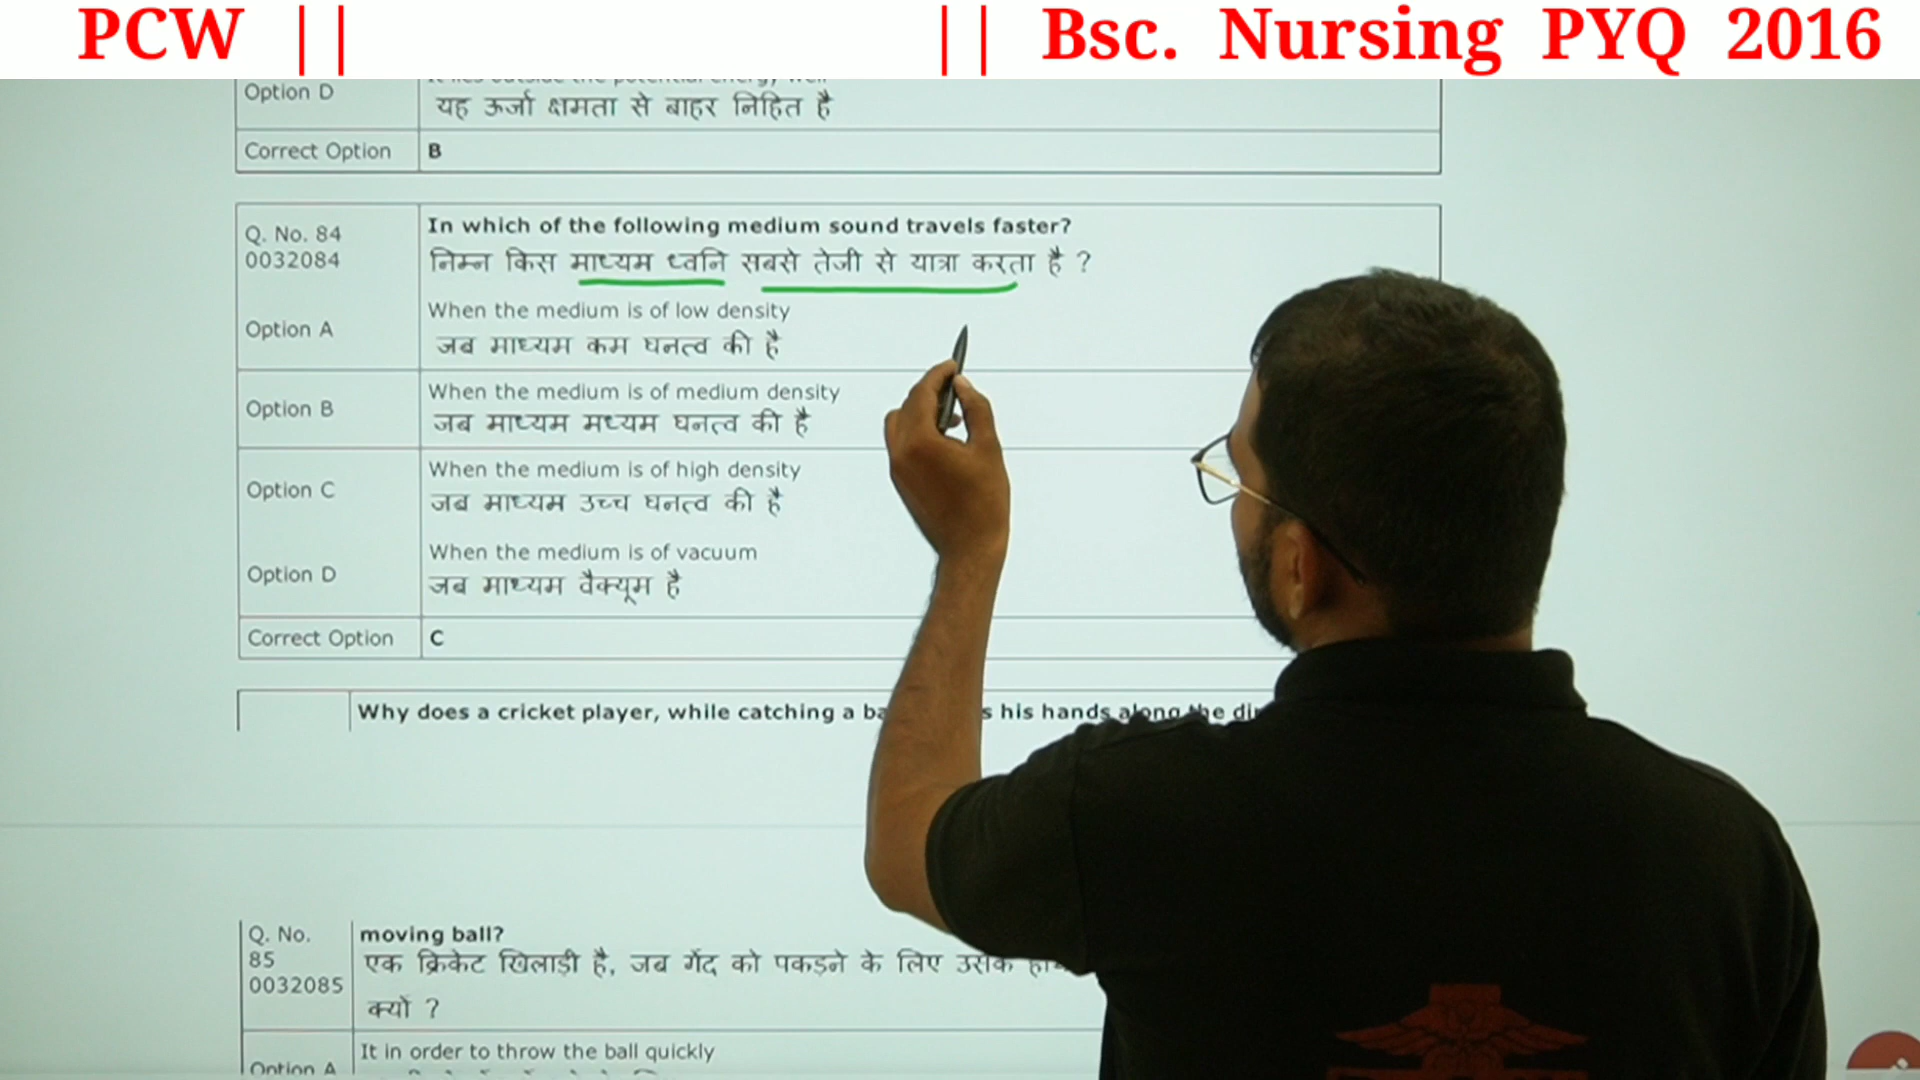 PCW || || Bsc. Nursing PYQ 2016
Option D
यह ऊर्जा क्षमता से बाहर निहित है
Correct Option B
Q. No. 84
0032084
In which of the following medium sound travels faster?
निम्न किस माध्यम ध्वनि सबसे तेजी से यात्रा करता है ?
Option A
When the medium is of low density
जब माध्यम कम घनत्व की है
Option B
When the medium is of medium density
जब माध्यम मध्यम घनत्व की है
Option C
When the medium is of high density
जब माध्यम उच्च घनत्व की है
Option D
When the medium is of vacuum
जब माध्यम वैक्यूम है
Correct Option C
Why does a cricket player, while catching a his hands along the
Q. No.
85
0032085
moving ball?
एक क्रिकेट खिलाड़ी है, जब गेंद को पकड़ने के लिए उसके
क्यों ?
Option A
It in order to throw the ball quickly